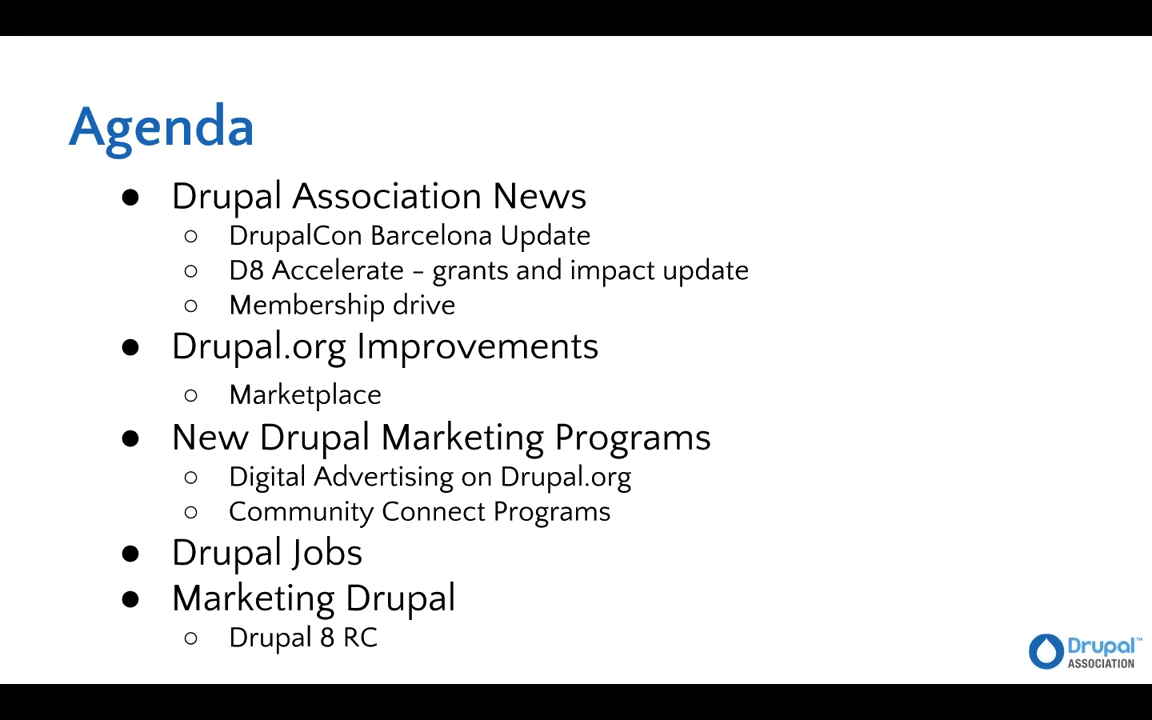 Agenda
● Drupal Association News
○ DrupalCon Barcelona Update
○ D8 Accelerate - grants and impact update
○ Membership drive
● Drupal.org Improvements
○ Marketplace
● New Drupal Marketing Programs
○ Digital Advertising on Drupal.org
○ Community Connect Programs
● Drupal Jobs
● Marketing Drupal
○ Drupal 8 RC
Drupal™
ASSOCIATION